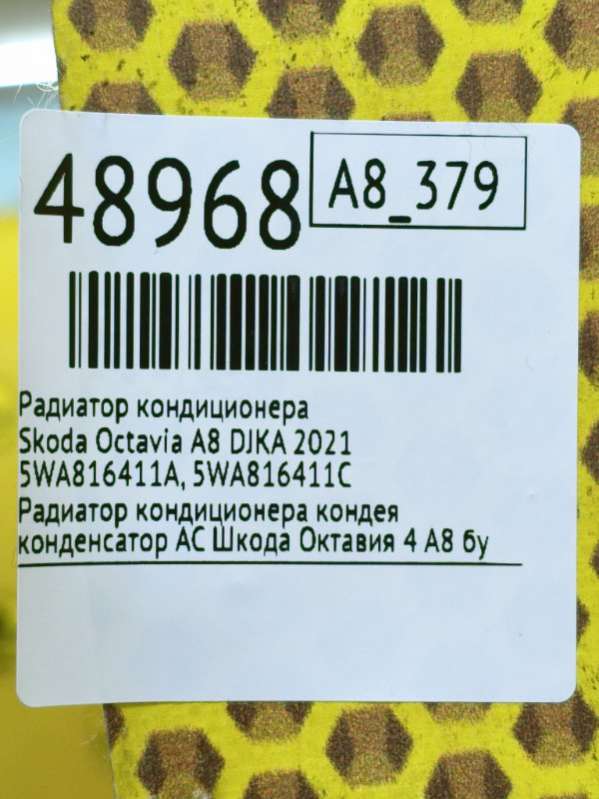 48968
A8_379
Радиатор кондиционера
Skoda Octavia A8 DJKA 2021
5WA816411A, 5WA816411C
Радиатор кондиционера кондея
конденсатор АС Шкода Октавия 4 А8 бу